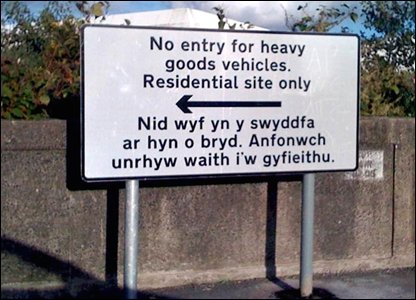 No entry for heavy
goods vehicles.
Residential site only
Nid wyf yn y swyddfa
ar hyn o bryd. Anfonwch
unrhyw waith i'w gyfieithu.